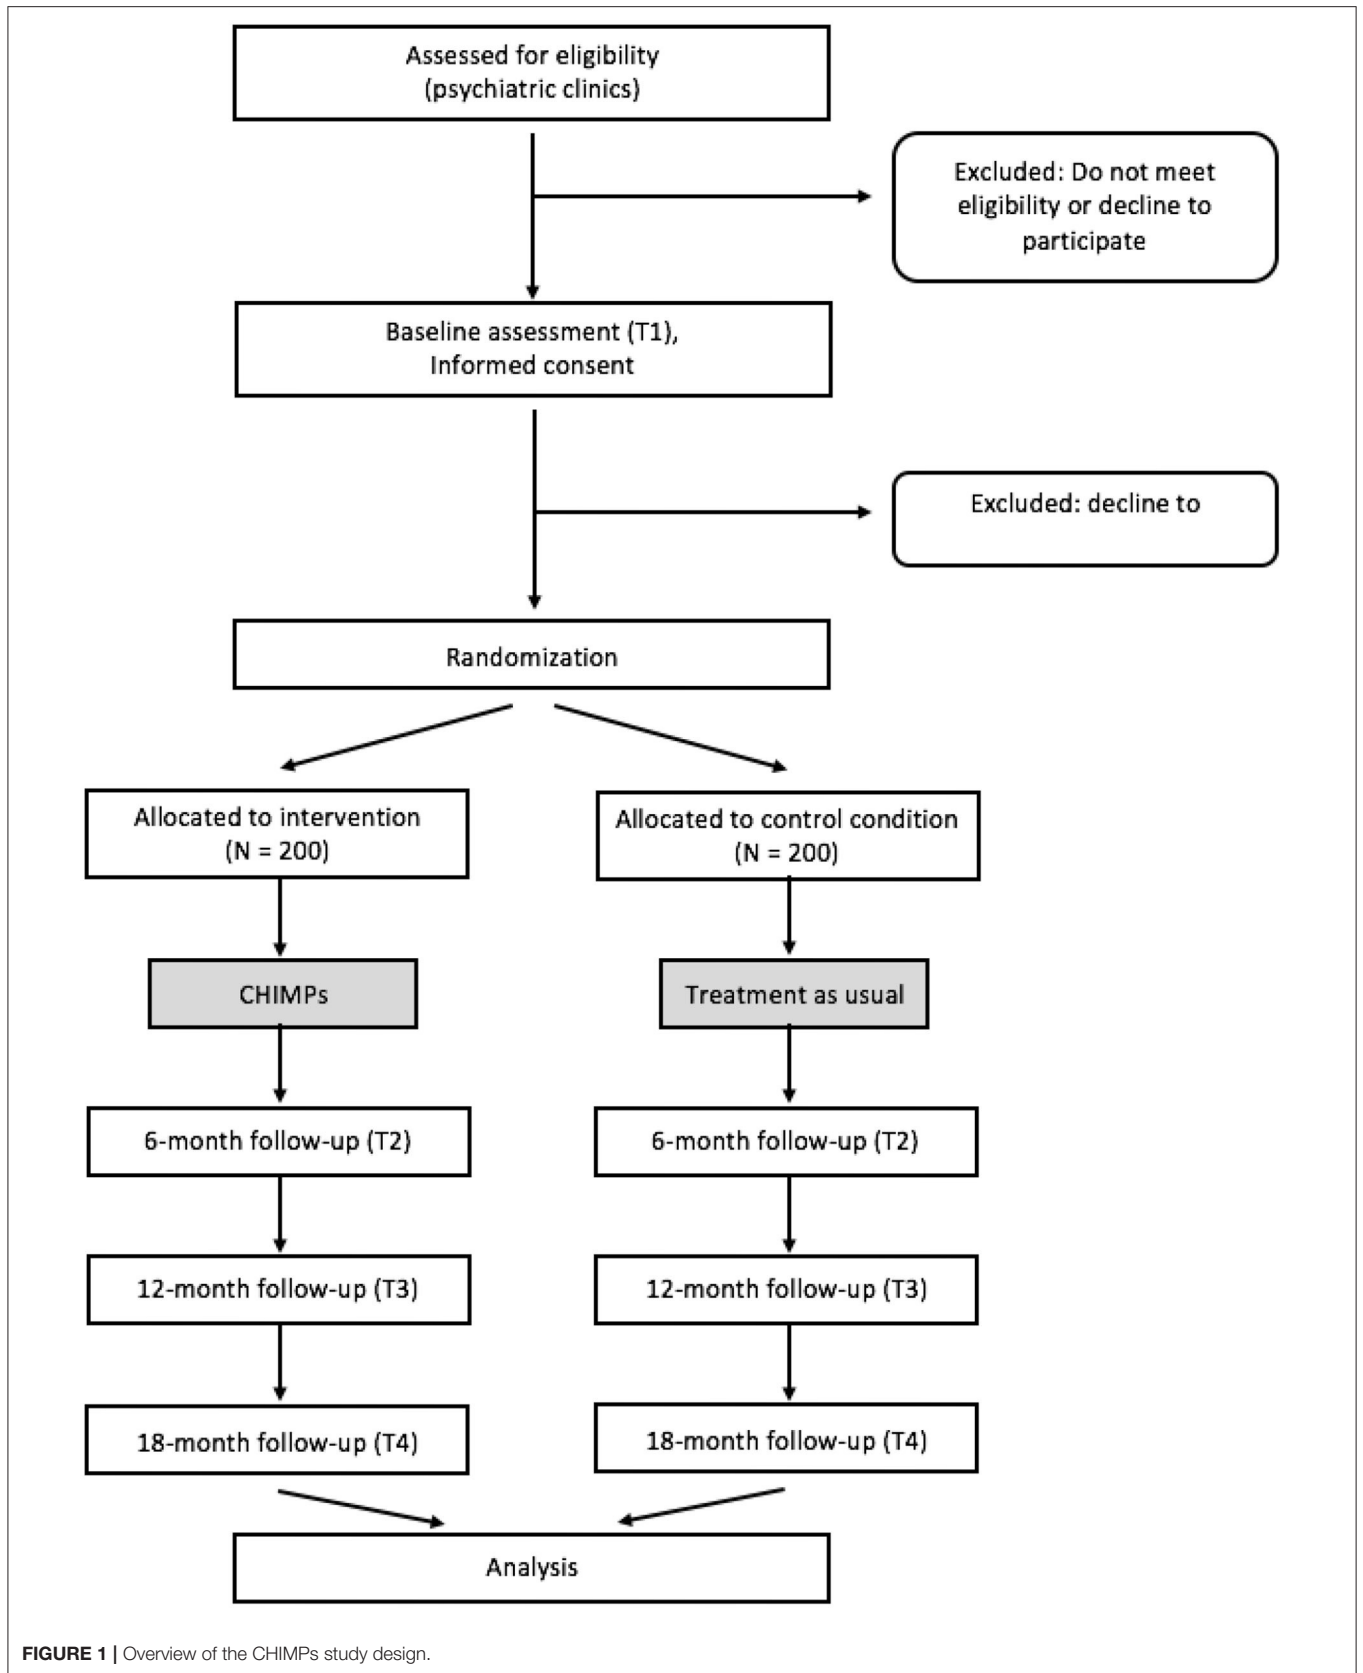 Assessed for eligibility
(psychiatric clinics)
Excluded: Do not meet
eligibility or decline to
participate
Baseline assessment (T1),
Informed consent
Excluded: decline to
Randomization
Allocated to intervention
(N = 200)
Allocated to control condition
(N = 200)
CHIMPs
Treatment as usual
6-month follow-up (T2)
6-month follow-up (T2)
12-month follow-up (T3)
12-month follow-up (T3)
18-month follow-up (T4)
18-month follow-up (T4)
Analysis
FIGURE 1 | Overview of the CHIMPs study design.